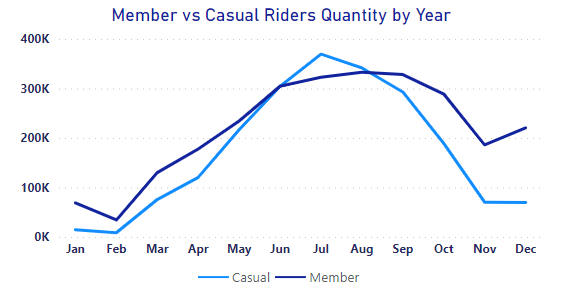 Member vs Casual Riders Quantity by Year
400K
300K
200K
100K
0K
Jan Feb Mar Apr May Jun Jul Aug Sep Oct Nov Dec
Casual Member